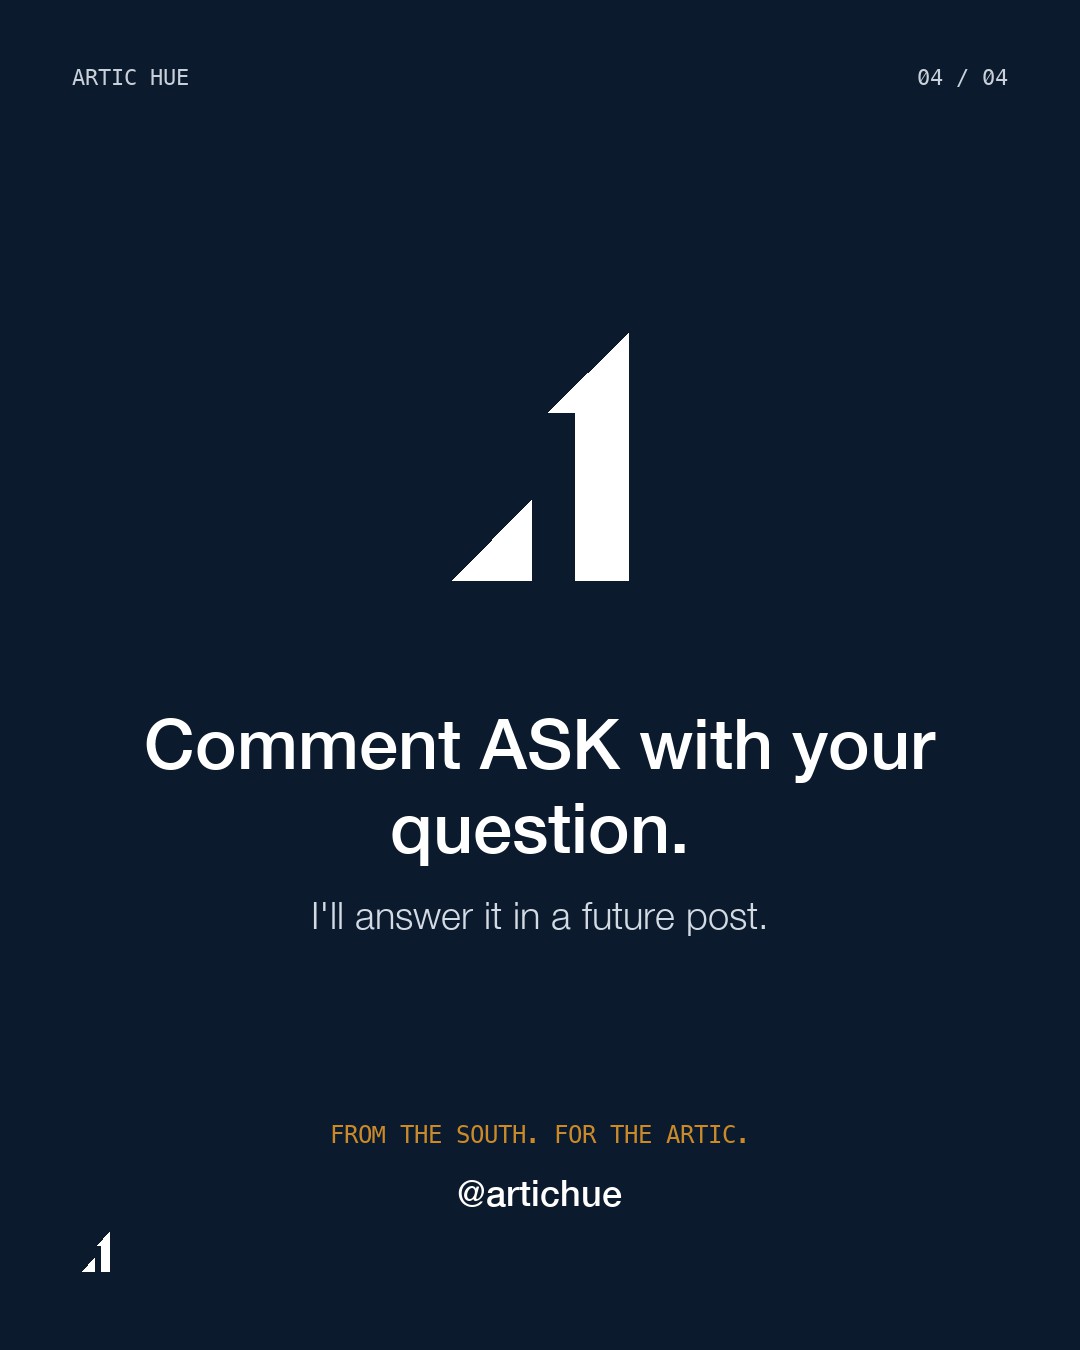 ARTIC HUE
04 / 04
Comment ASK with your
question.
I'll answer it in a future post.
FROM THE SOUTH. FOR THE ARTIC.
@artichue